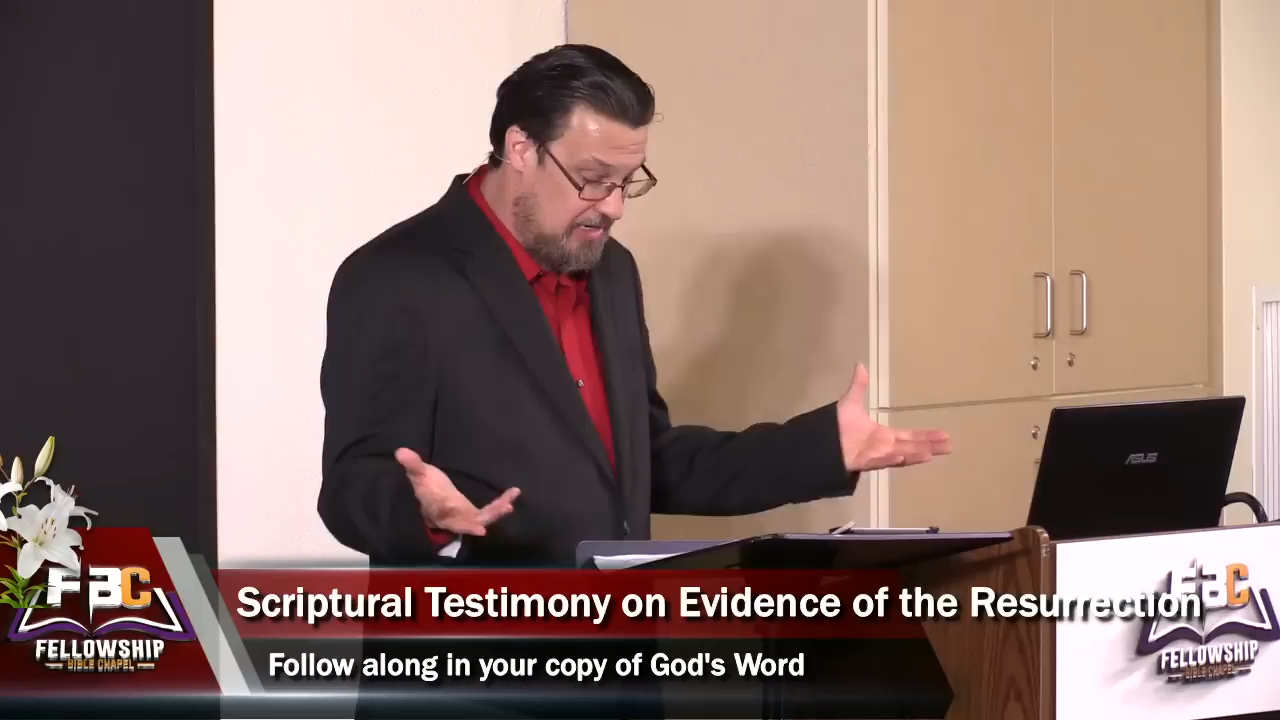 ASUS
Scriptural Testimony on Evidence of the Resurrection
Follow along in your copy of God's Word
FBC
FELLOWSHIP
BIBLE CHAPEL
FBC
FELLOWSHIP
BIBLE CHAPEL